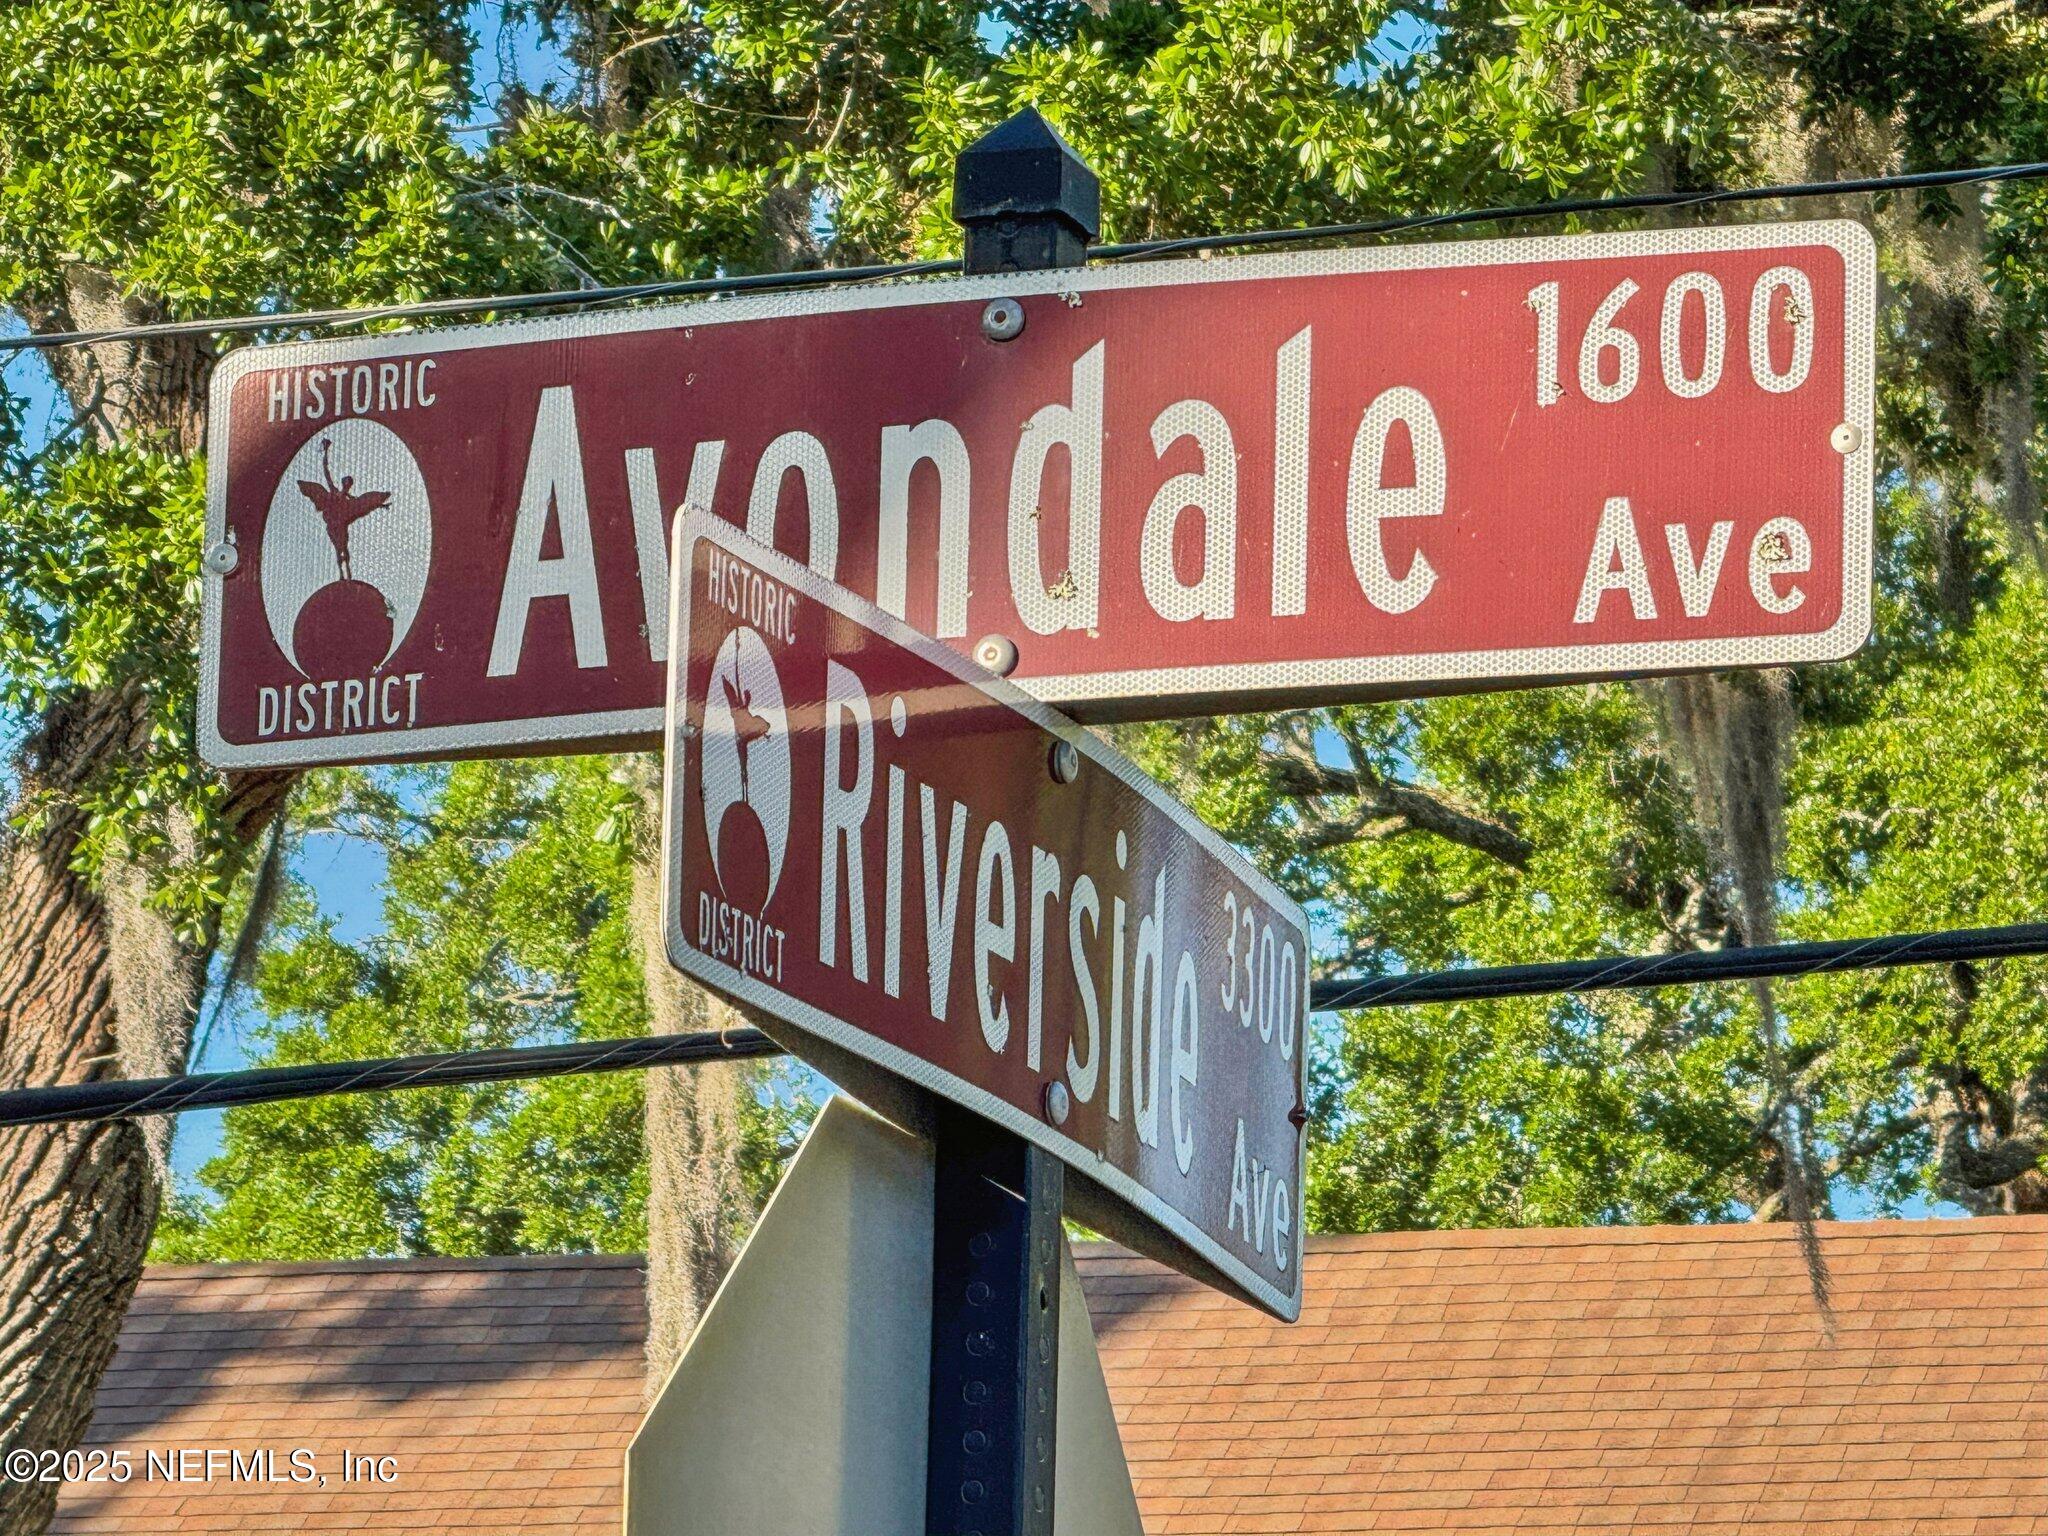 HISTORIC
DISTRICT
Avondale
1600
Ave
HISTORIC
DISTRICT
Riverside
3300
Ave
©2025 NEFMLS, Inc